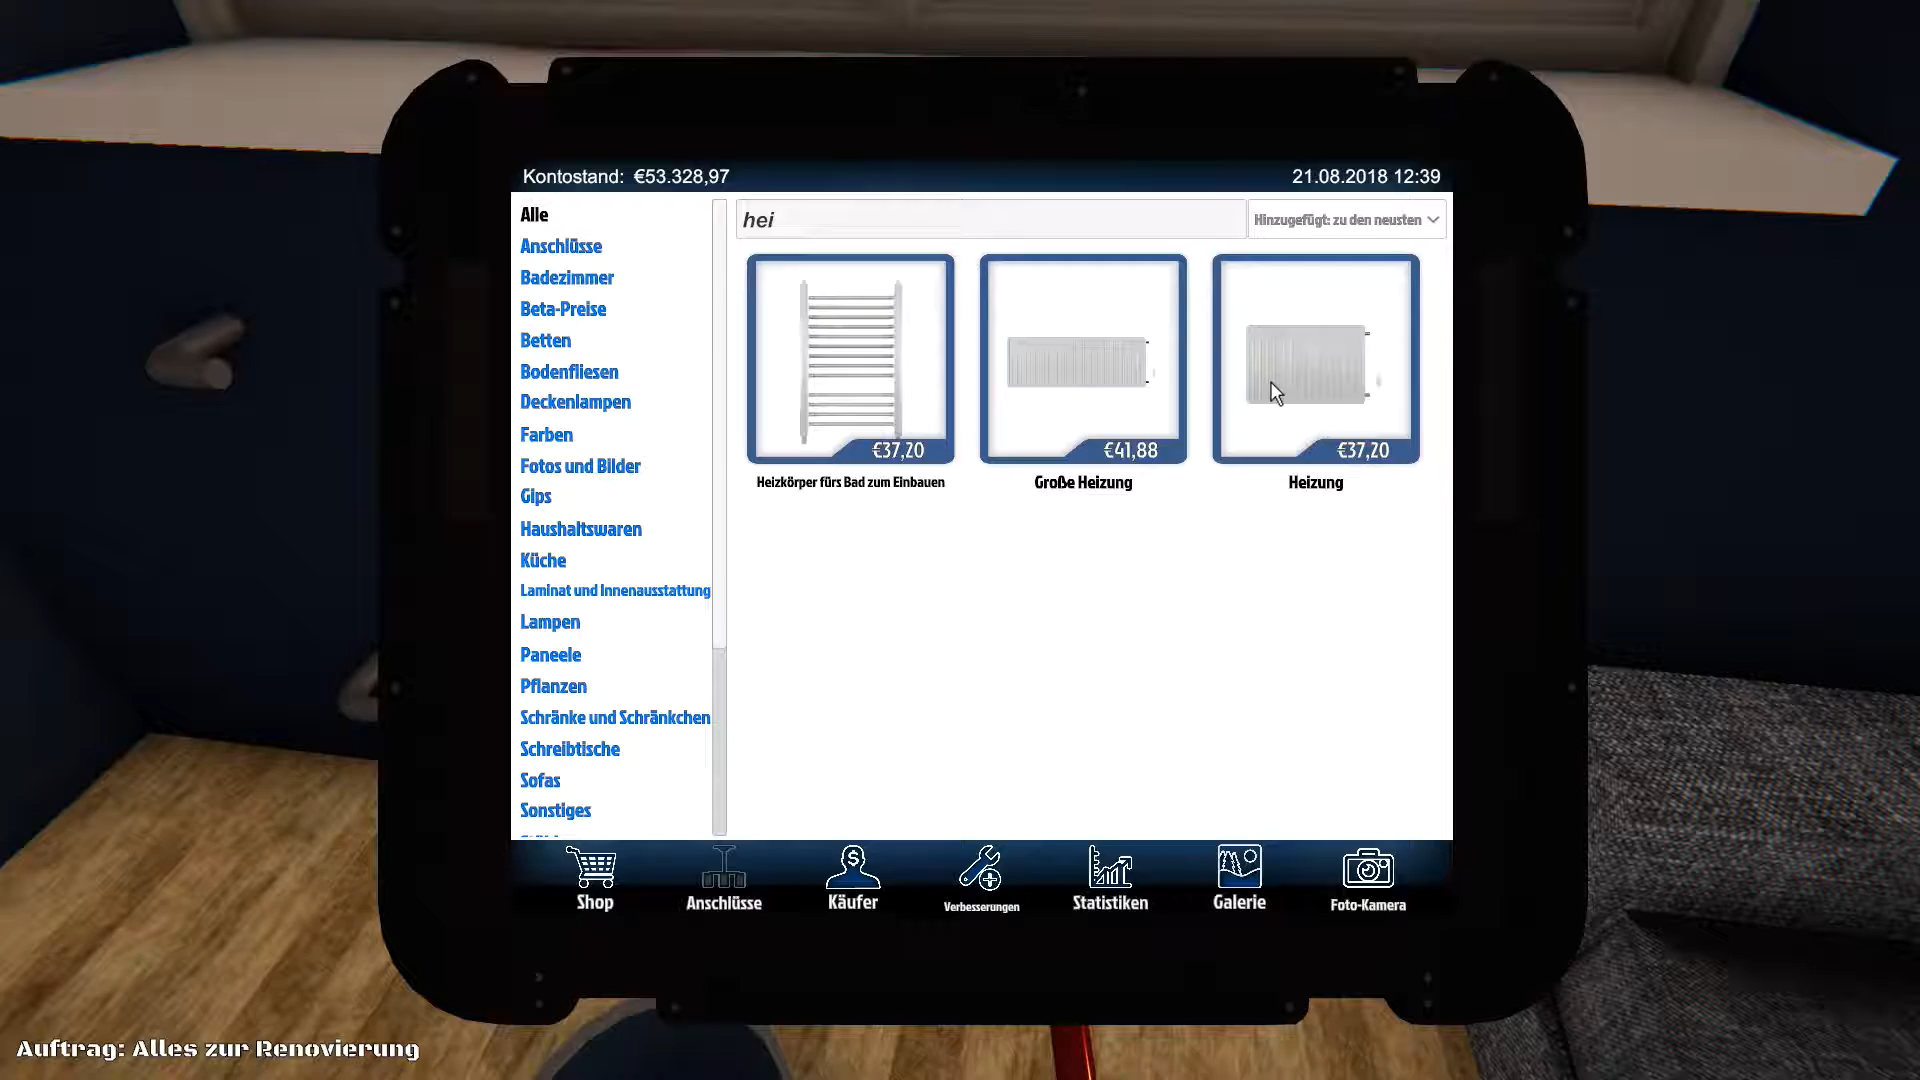 Kontostand: €53.328,97
21.08.2018 12:39
Alle
Anschlüsse
Badezimmer
Beta-Preise
Betten
Bodenfliesen
Deckenlampen
Farben
Fotos und Bilder
Gips
Haushaltswaren
Küche
Laminat und Innenausstattung
Lampen
Paneele
Pflanzen
Schränke und Schränkchen
Schreibtische
Sofas
Sonstiges
hei
Hinzugefügt: zu den neusten
€37,20
€41,88
€37,20
Heizkörper fürs Bad zum Einbauen
Große Heizung
Heizung
Shop
Anschlüsse
Käufer
Verbesserungen
Statistiken
Galerie
Foto-Kamera
Auftrag: Alles zur Renovierung